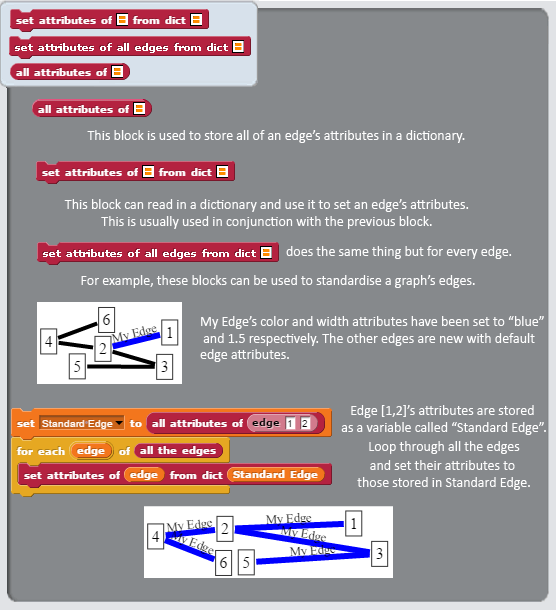 set attributes of from dict
set attributes of all edges from dict
all attributes of
all attributes of
This block is used to store all of an edge's attributes in a dictionary.
set attributes of from dict
This block can read in a dictionary and use it to set an edge's attributes.
This is usually used in conjunction with the previous block.
set attributes of all edges from dict does the same thing but for every edge.
For example, these blocks can be used to standardise a graph's edges.
6
My Edge
1
4
2
5
3
My Edge's color and width attributes have been set to "blue"
and 1.5 respectively. The other edges are new with default
edge attributes.
set Standard Edge to all attributes of edge 1 2
for each edge of all the edges
set attributes of edge from dict Standard Edge
Edge [1,2]'s attributes are stored
as a variable called "Standard Edge".
Loop through all the edges
and set their attributes to
those stored in Standard Edge.
4 My Edge 2 My Edge 1
My Edge My Edge
6 5 My Edge 3